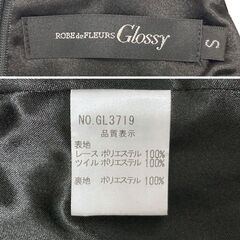 ROBE de FLEURS Glossy
S
NO.GL3719
品質表示
表地
レース ポリエステル 100%
ツイル ポリエステル 100%
裏地 ポリエステル 100%